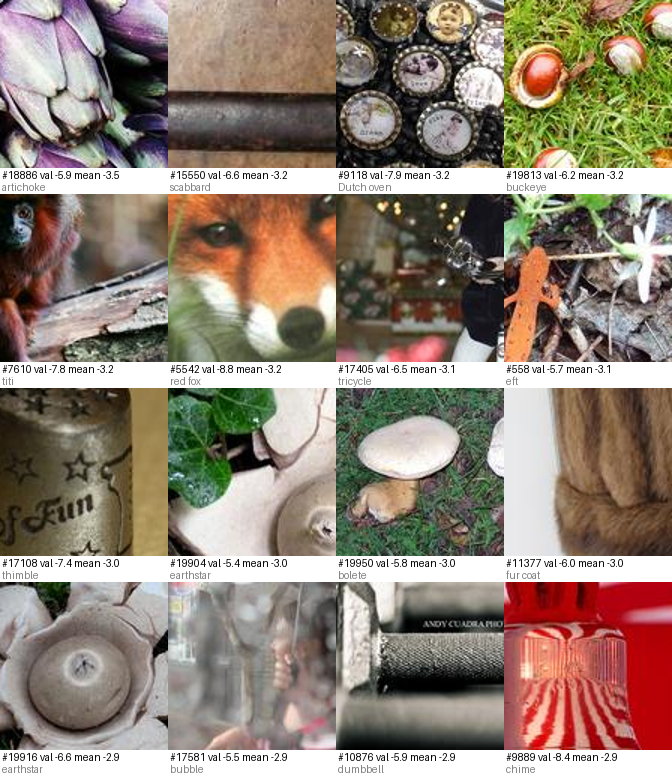 #18886 val -5.9 mean -3.5
artichoke
#15550 val -6.6 mean -3.2
scabbard
#9118 val -7.9 mean -3.2
Dutch oven
#19813 val -6.2 mean -3.2
buckeye
#7610 val -7.8 mean -3.2
titi
#5542 val -8.8 mean -3.2
red fox
#17405 val -6.5 mean -3.1
tricycle
#558 val -5.7 mean -3.1
eft
of Fun
#17108 val -7.4 mean -3.0
thimble
#19904 val -5.4 mean -3.0
earthstar
#19950 val -5.8 mean -3.0
bolete
#11377 val -6.0 mean -3.0
fur coat
ANDY CUADRA PHO
#19916 val -6.6 mean -2.9
earthstar
#17581 val -5.5 mean -2.9
bubble
#10876 val -5.9 mean -2.9
dumbbell
#9889 val -8.4 mean -2.9
chime